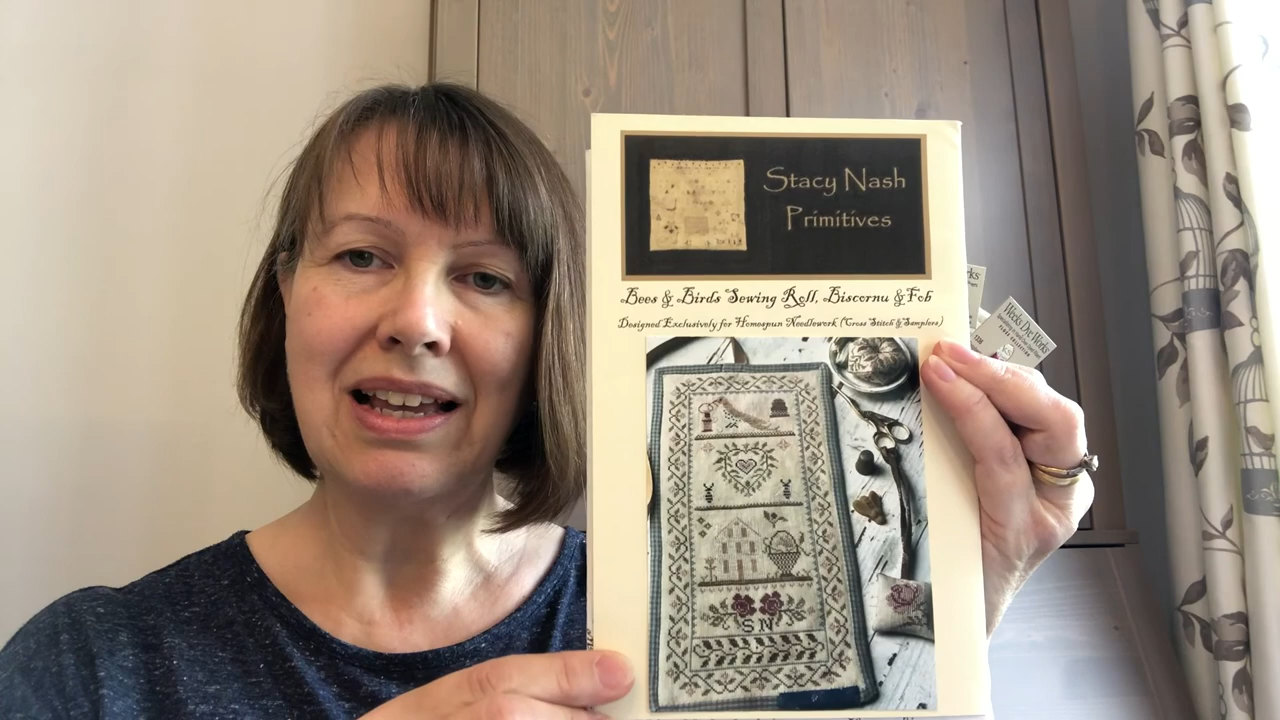 Stacy Nash
Primitives
Bees & Birds Sewing Roll, Biscornu & Fob
Designed Exclusively for Homespun Needlework (Cross Stitch & Samplers)
Weeks Dye Works
SN